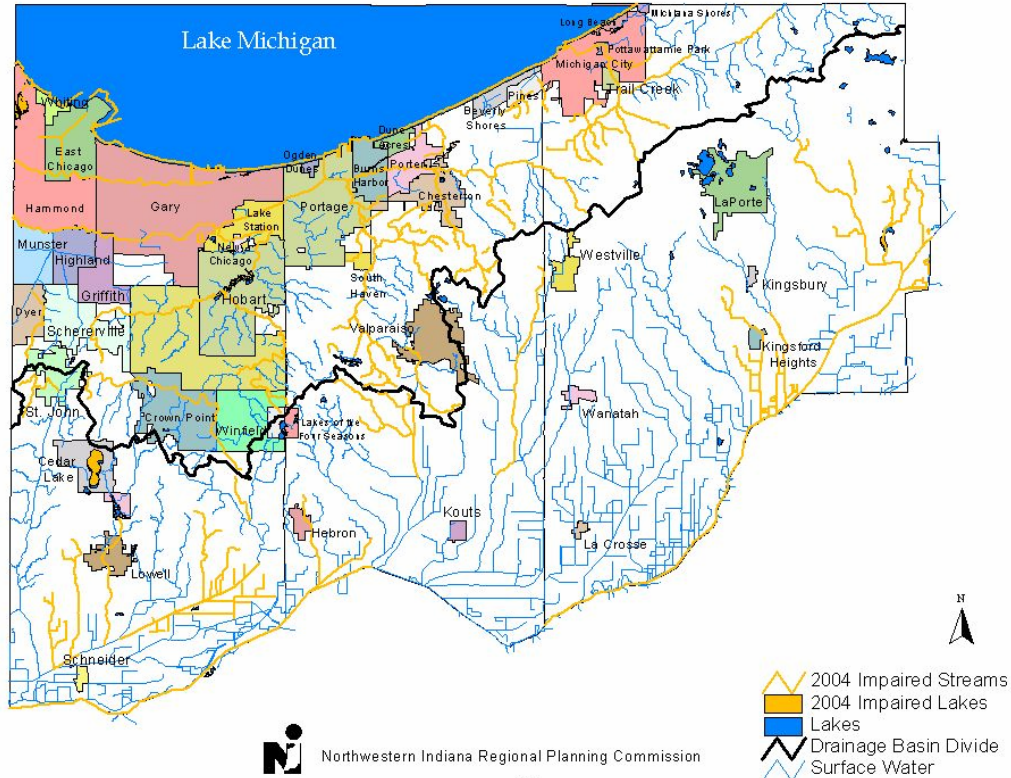 Michiana Shores
Long Beach
Lake Michigan
Pottawattamie Park
Michigan City
Trail Creek
Whiting
Pines
Beverly
Shores
East
Chicago
Dune
Acres
Ogden
Dunes
Burns
Harbor
Porter
Chesterton
Hammond
Gary
Portage
LaPorte
Lake
Station
Munster
New
Chicago
Highland
Westville
South
Haven
Kingsbury
Griffith
Hobart
Dyer
Schererville
Valparaiso
Kingsford
Heights
St. John
Crown Point
Winfield
Lakes of the
Four Seasons
Wanatah
Cedar
Lake
Kouts
Hebron
La Crosse
Lowell
N
Schneider
2004 Impaired Streams
2004 Impaired Lakes
Lakes
Drainage Basin Divide
Surface Water
Northwestern Indiana Regional Planning Commission